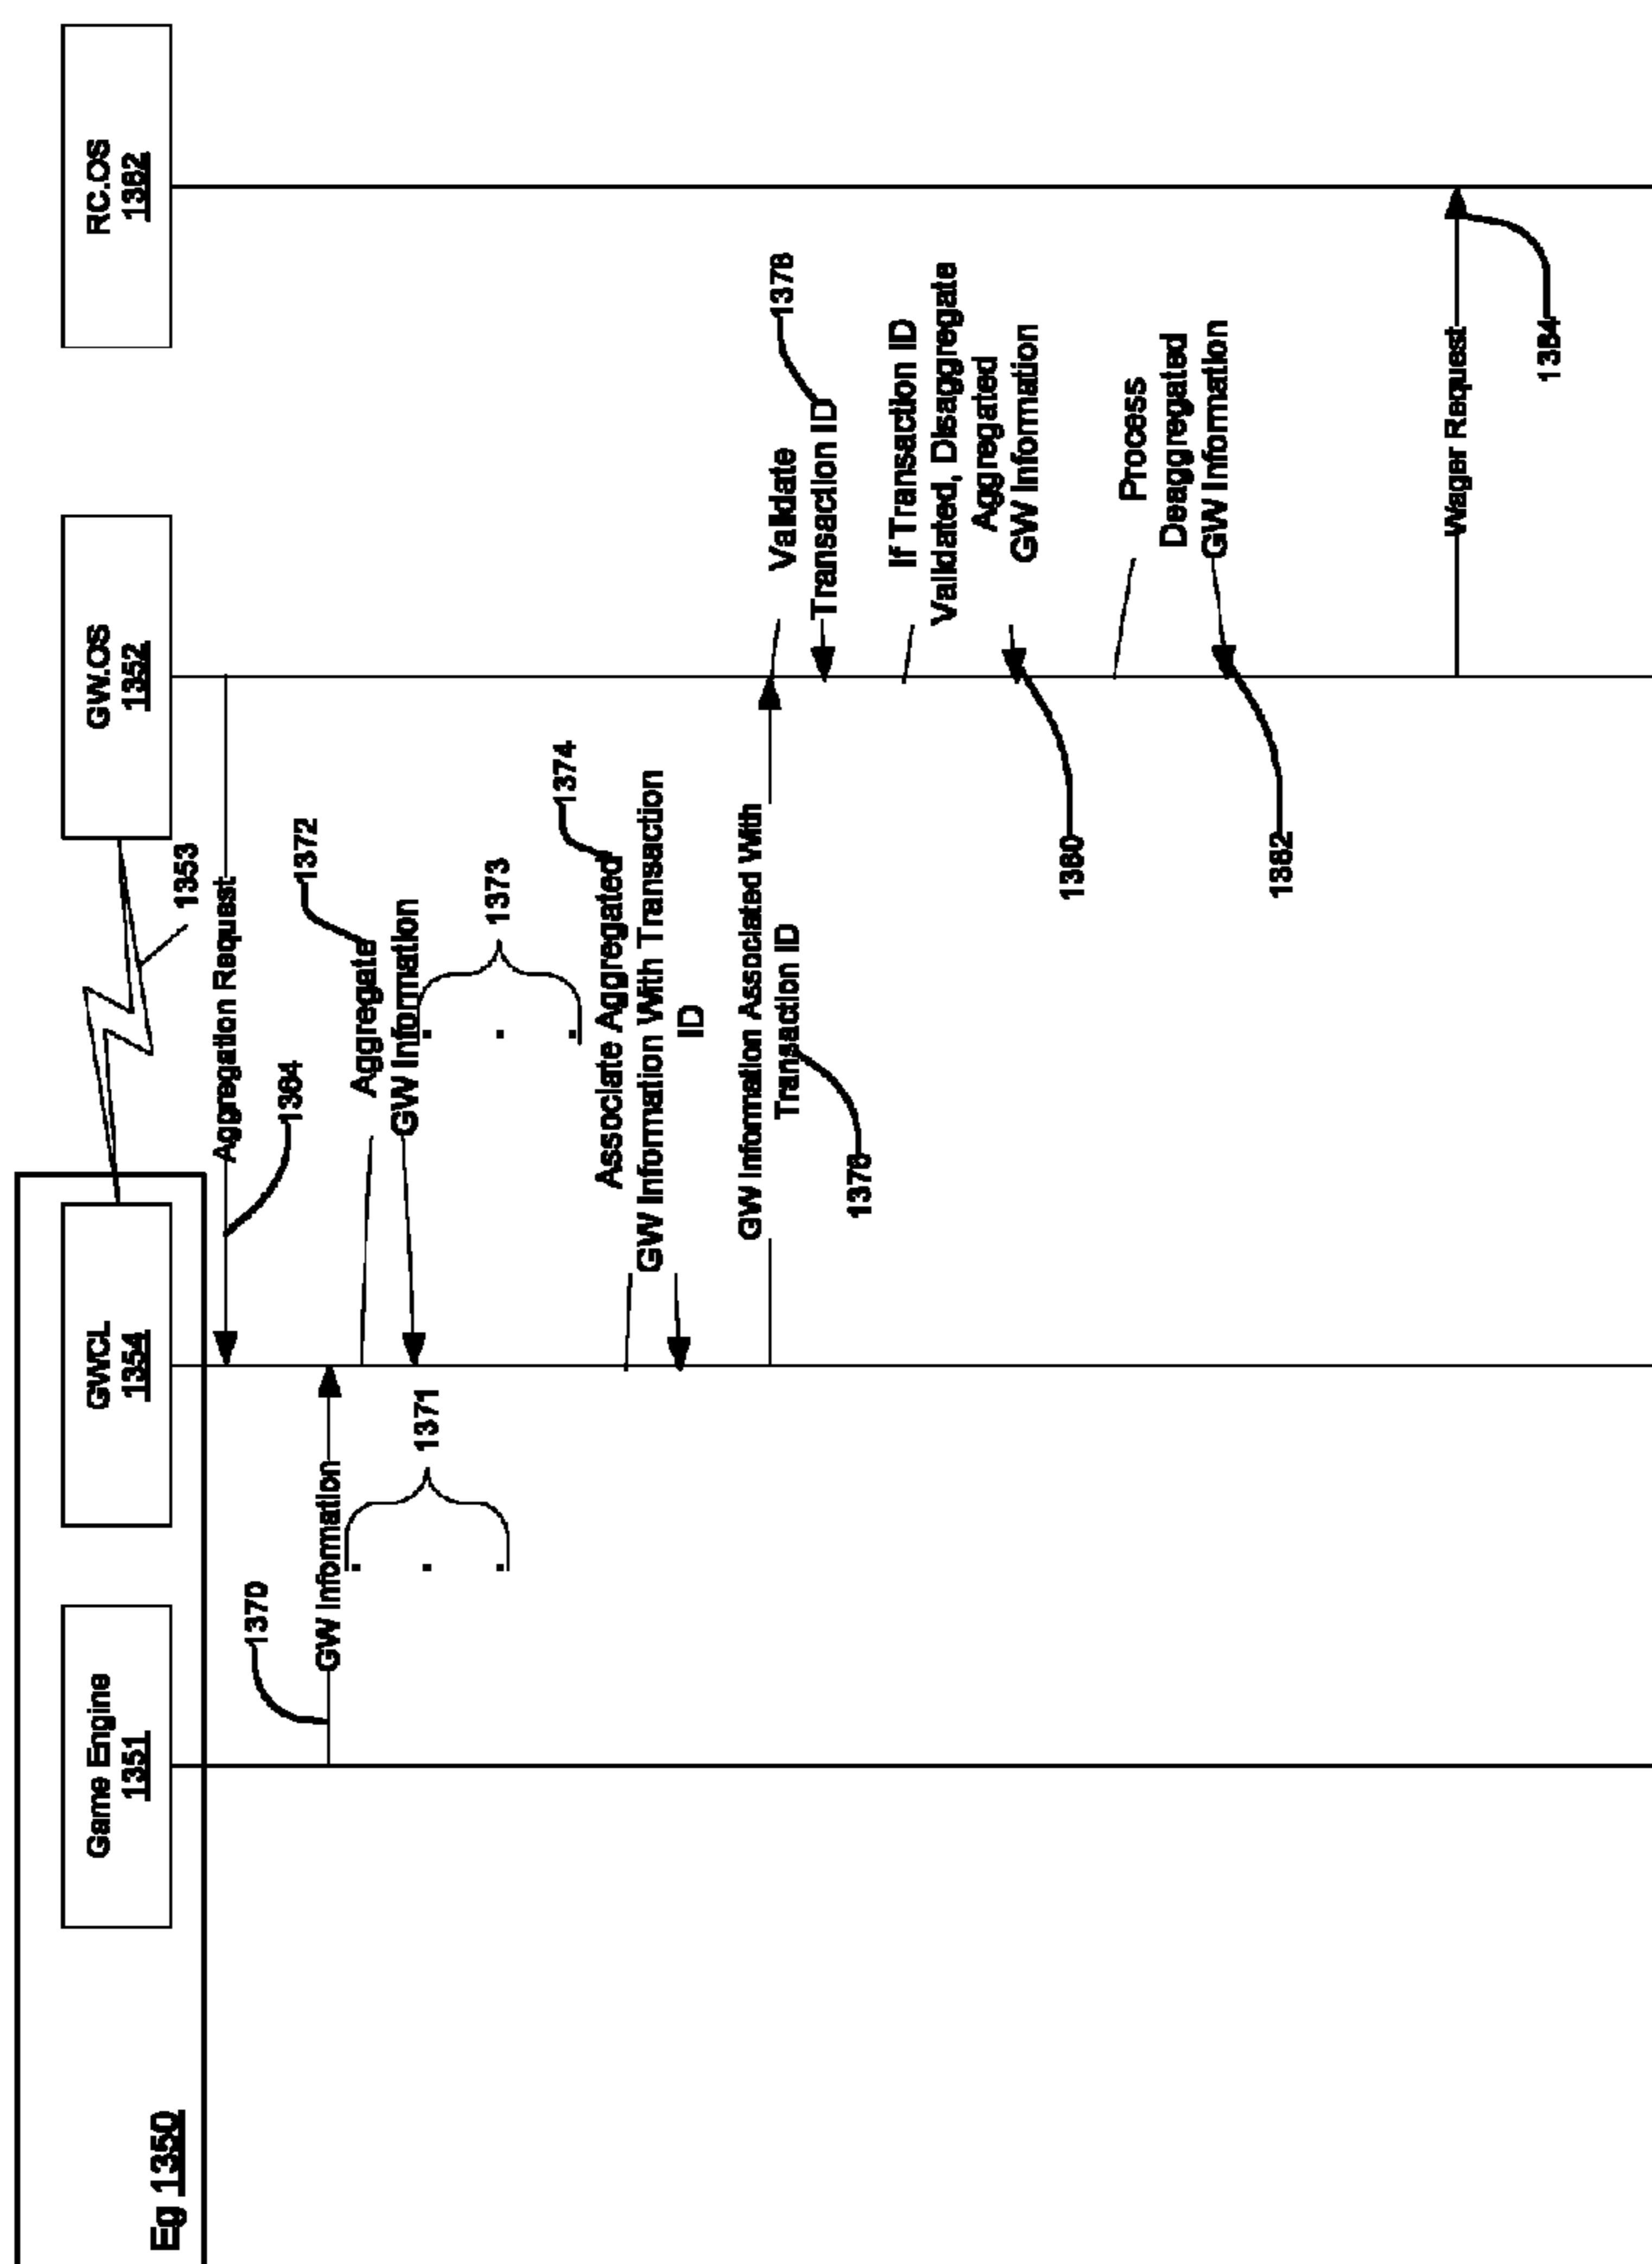 Eg 1350
Game Engine
1351
GWCL
1354
1353
GW.OS
1352
RC.OS
1362
Aggregation Request
1364
1370
GW Information
1371
1372
Aggregate
GW Information
1373
1374
Associate Aggregated
GW Information With Transaction
ID
GW Information Associated With
Transaction ID
1376
Validate
Transaction ID
1378
If Transaction ID
Validated, Disaggregate
Aggregated
GW Information
1380
Process
Deaggregated
GW Information
1382
Wager Request
1384